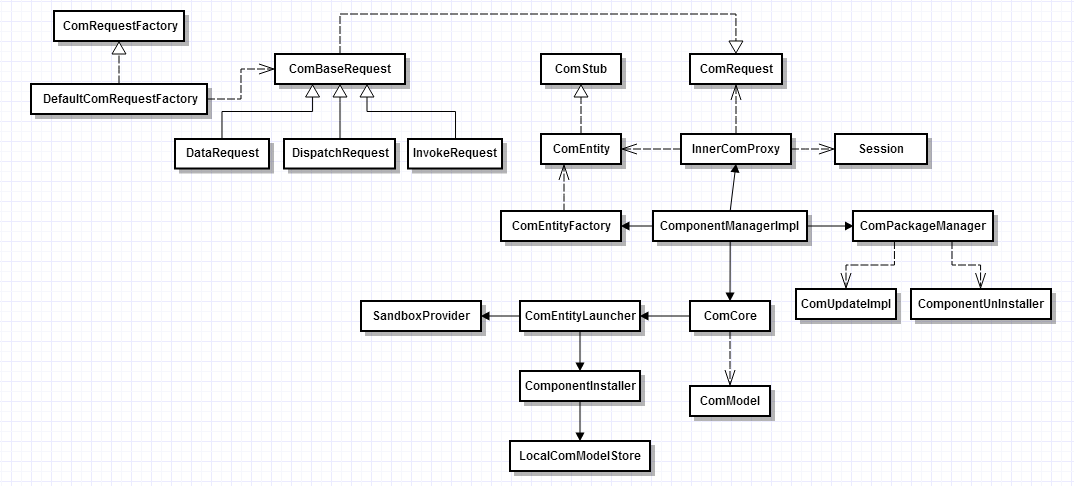 ComRequestFactory
ComBaseRequest
ComStub
ComRequest
DefaultComRequestFactory
DataRequest
DispatchRequest
InvokeRequest
ComEntity
InnerComProxy
Session
ComEntityFactory
ComponentManagerImpl
ComPackageManager
ComUpdateImpl
ComponentUnInstaller
SandboxProvider
ComEntityLauncher
ComCore
ComponentInstaller
ComModel
LocalComModelStore